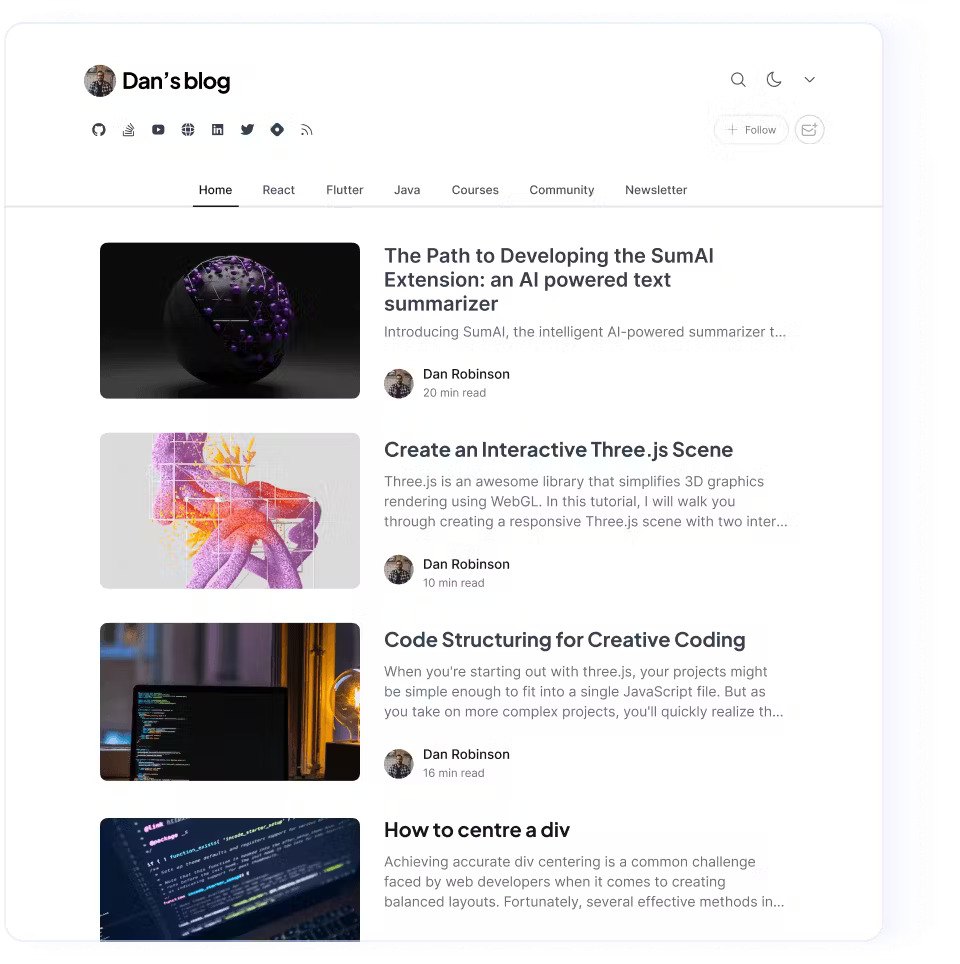 Dan's blog
Follow
Home React Flutter Java Courses Community Newsletter
The Path to Developing the SumAI
Extension: an AI powered text
summarizer
Introducing SumAI, the intelligent AI-powered summarizer t...
Dan Robinson
20 min read
Create an Interactive Three.js Scene
Three.js is an awesome library that simplifies 3D graphics
rendering using WebGL. In this tutorial, I will walk you
through creating a responsive Three.js scene with two inter...
Dan Robinson
10 min read
Code Structuring for Creative Coding
When you're starting out with three.js, your projects might
be simple enough to fit into a single JavaScript file. But as
you take on more complex projects, you'll quickly realize th...
Dan Robinson
16 min read
@link
@package
if ( ! function_exists(
How to centre a div
Achieving accurate div centering is a common challenge
faced by web developers when it comes to creating
balanced layouts. Fortunately, several effective methods in...